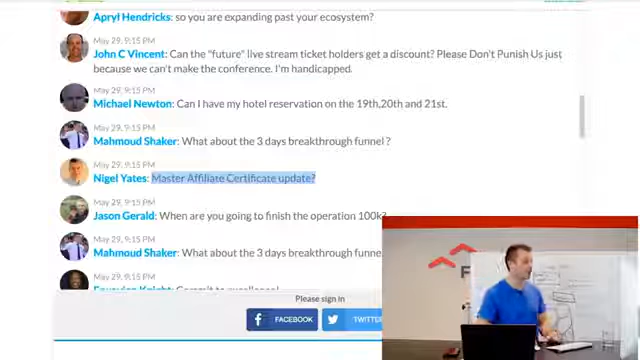 Apryl Hendricks: so you are expanding past your ecosystem?
May 29, 9:15 PM
John C Vincent: Can the "future" live stream ticket holders get a discount? Please Don't Punish Us just
because we can't make the conference. I'm handicapped.
May 29, 9:15 PM
Michael Newton: Can I have my hotel reservation on the 19th,20th and 21st.
May 29, 9:15 PM
Mahmoud Shaker: What about the 3 days breakthrough funnel ?
May 29, 9:15 PM
Nigel Yates: Master Affiliate Certificate update?
May 29, 9:15 PM
Jason Gerald: When are you going to finish the operation 100k?
May 29, 9:15 PM
Mahmoud Shaker: What about the 3 days breakthrough funne
May 29, 9:15 PM
Please sign in
FACEBOOK
TWITTER